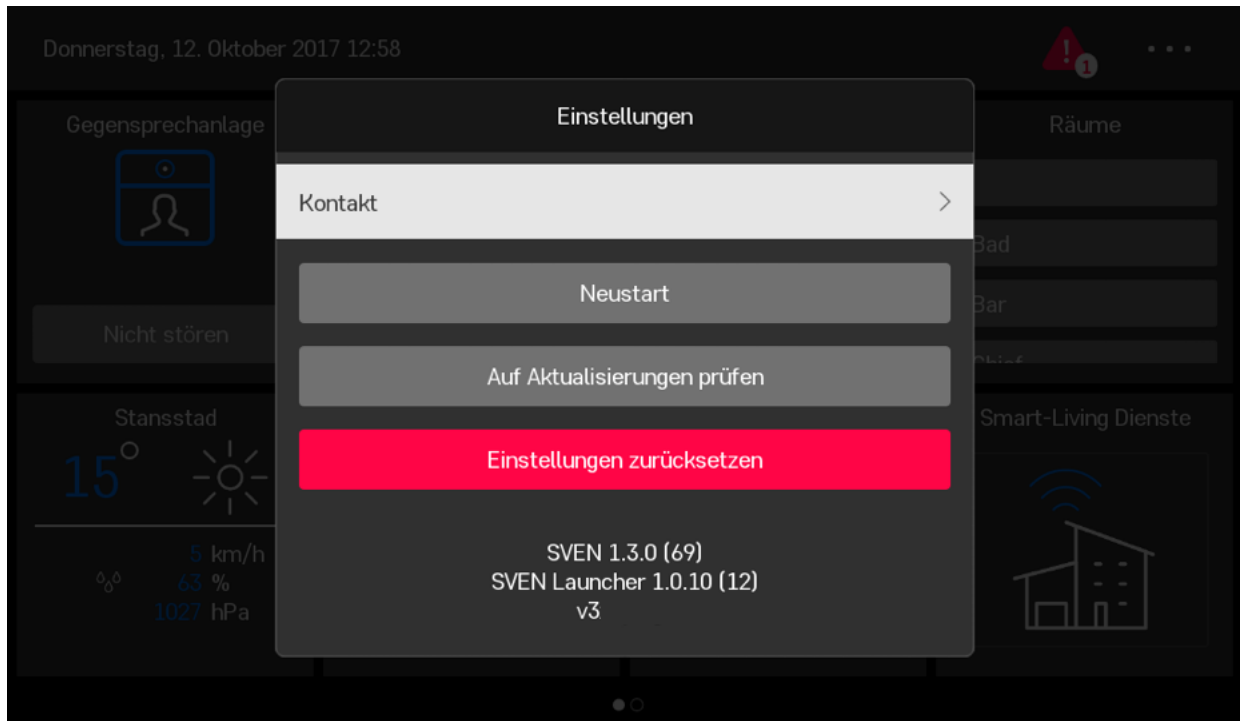 Donnerstag, 12. Oktober 2017 12:58
1
Gegensprechanlage
Nicht stören
Stansstad
15°
5 km/h
63 %
1027 hPa
Einstellungen
Kontakt
Neustart
Auf Aktualisierungen prüfen
Einstellungen zurücksetzen
SVEN 1.3.0 (69)
SVEN Launcher 1.0.10 (12)
v3
Räume
Bad
Bar
Smart-Living Dienste